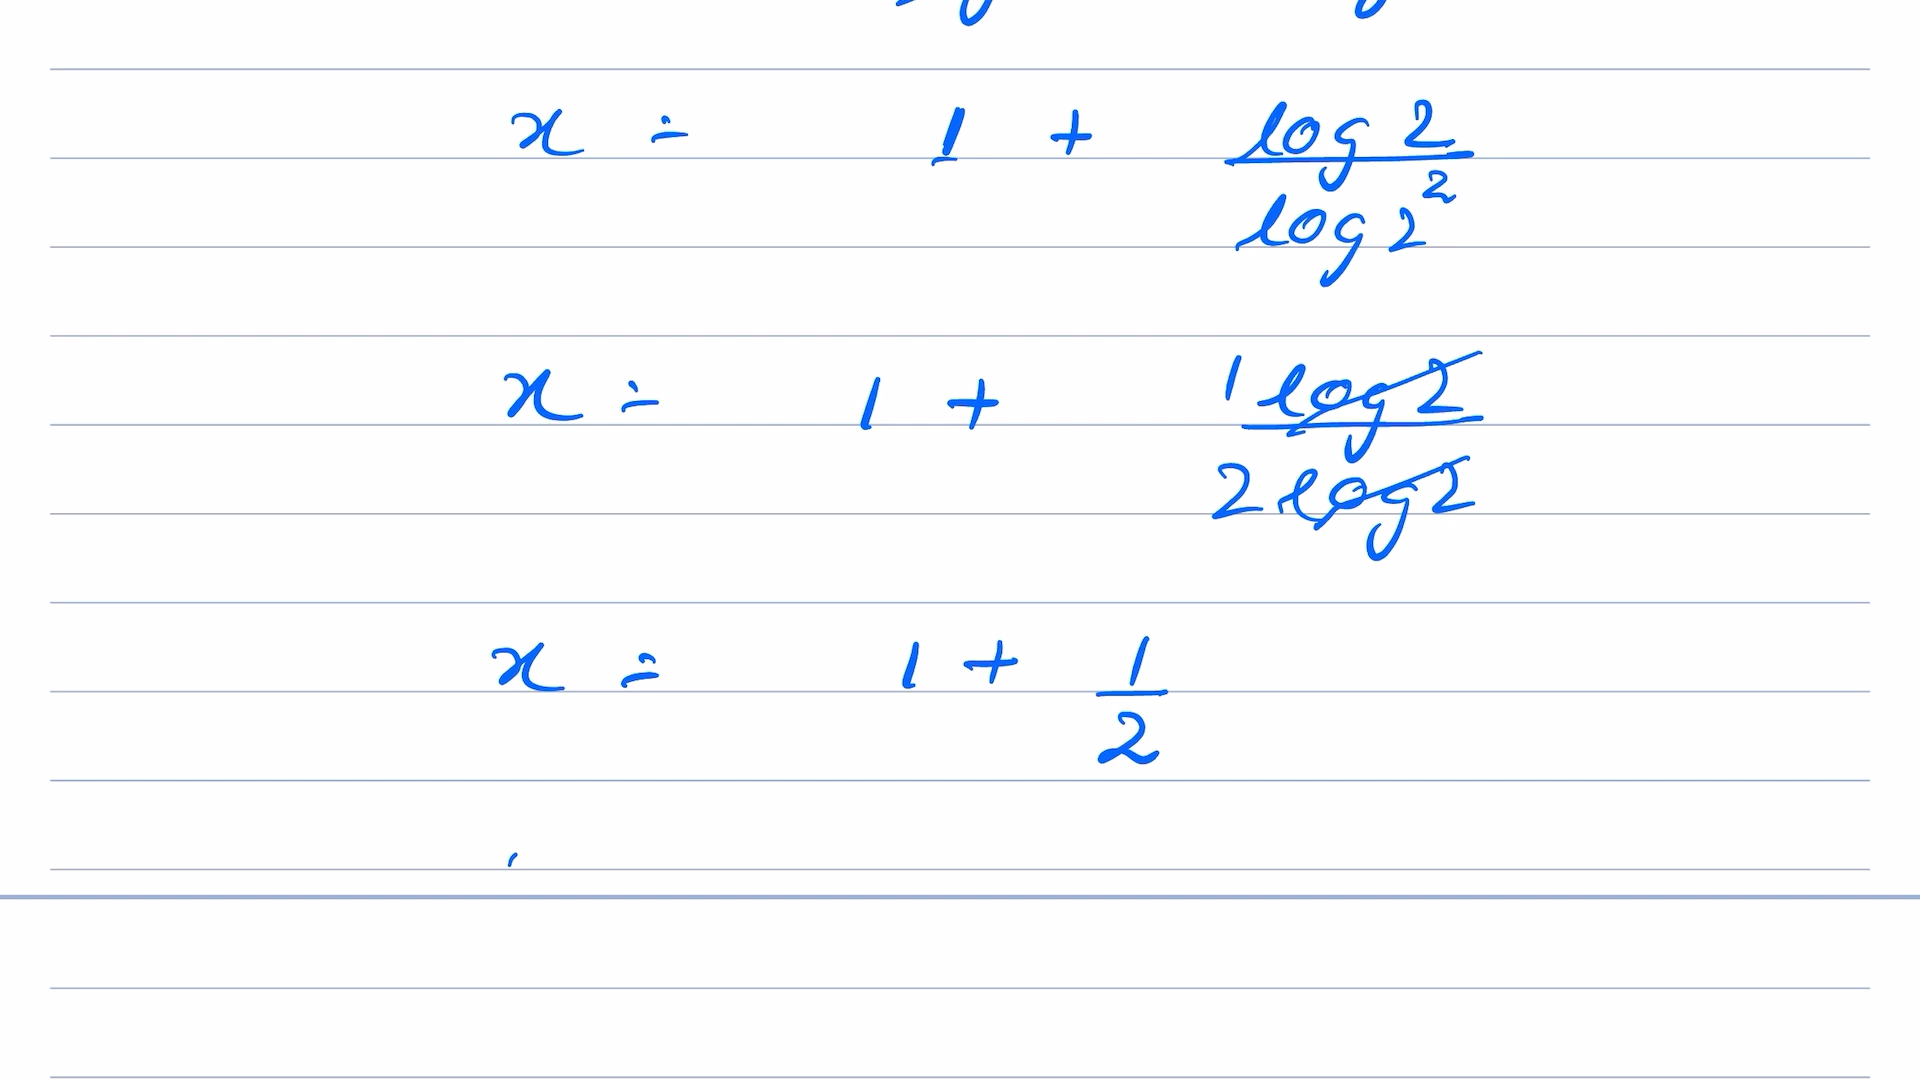 x = 1 + log 2 / log 2²
x = 1 + 1 log 2 / 2 log 2
x = 1 + 1/2